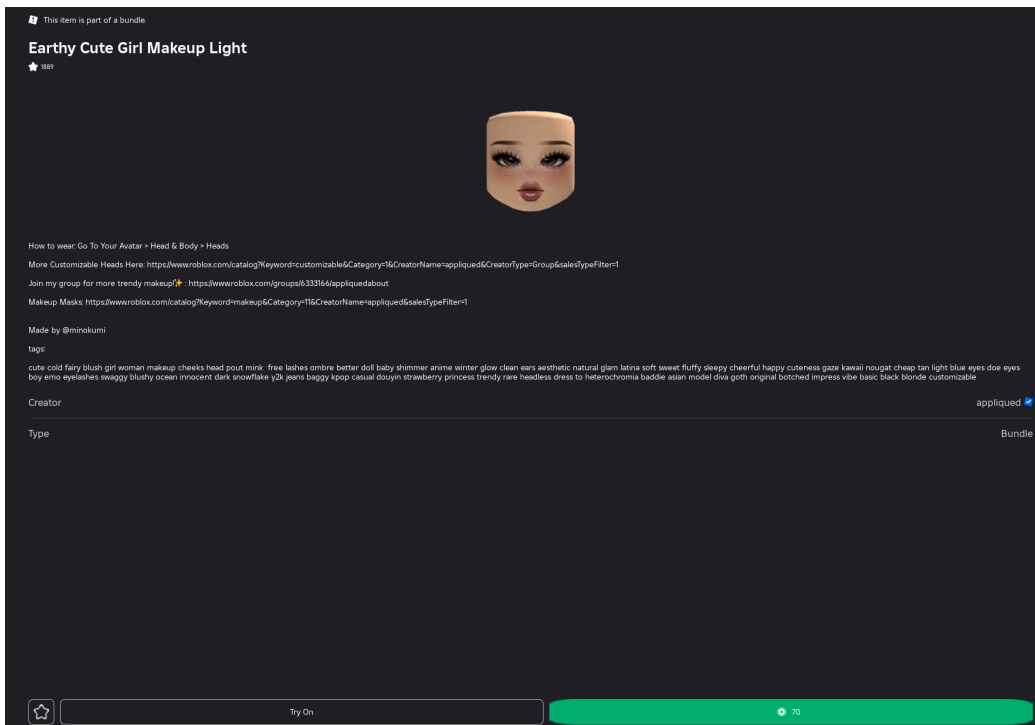 This item is part of a bundle.
Earthy Cute Girl Makeup Light
1889
How to wear: Go To Your Avatar > Head & Body > Heads
More Customizable Heads Here: https://www.roblox.com/catalog?Keyword=customizable&Category=1&CreatorName=appliqued&CreatorType=Group&salesTypeFilter=1
Join my group for more trendy makeup!✨ : https://www.roblox.com/groups/6333166/appliquedabout
Makeup Masks: https://www.roblox.com/catalog?Keyword=makeup&Category=11&CreatorName=appliqued&salesTypeFilter=1
Made by @minokumi
tags:
cute cold fairy blush girl woman makeup cheeks head pout mink  free lashes ombre better doll baby shimmer anime winter glow clean ears aesthetic natural glam latina soft sweet fluffy sleepy cheerful happy cuteness gaze kawaii nougat cheap tan light blue eyes doe eyes
boy emo eyelashes swaggy blushy ocean innocent dark snowflake y2k jeans baggy kpop casual douyin strawberry princess trendy rare headless dress to heterochromia baddie asian model diva goth original botched impress vibe basic black blonde customizable
Creator appliqued
Type Bundle
Try On 70